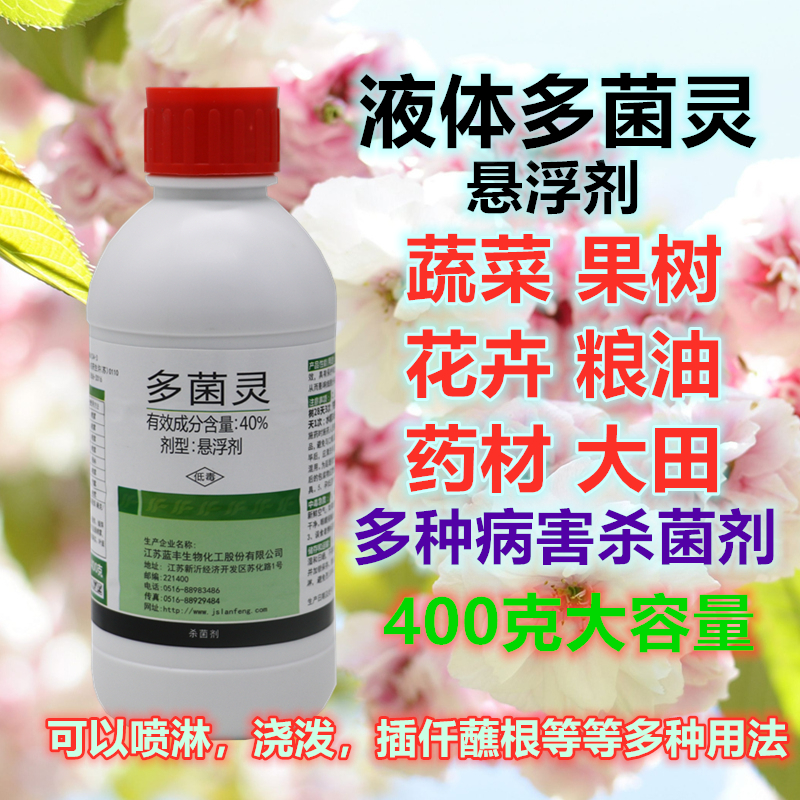 液体多菌灵
悬浮剂
蔬菜 果树
花卉 粮油
药材 大田
多种病害杀菌剂
400克大容量
可以喷淋，浇泼，插仟蘸根等等多种用法
多菌灵
有效成分含量:40%
剂型:悬浮剂
低毒
生产企业名称:
江苏蓝丰生物化工股份有限公司
地址: 江苏新沂经济开发区苏化路1号
邮编:221400
电话:0516-88983486
传真:0516-88929484
网址:http://www.jslanfeng.com
杀菌剂